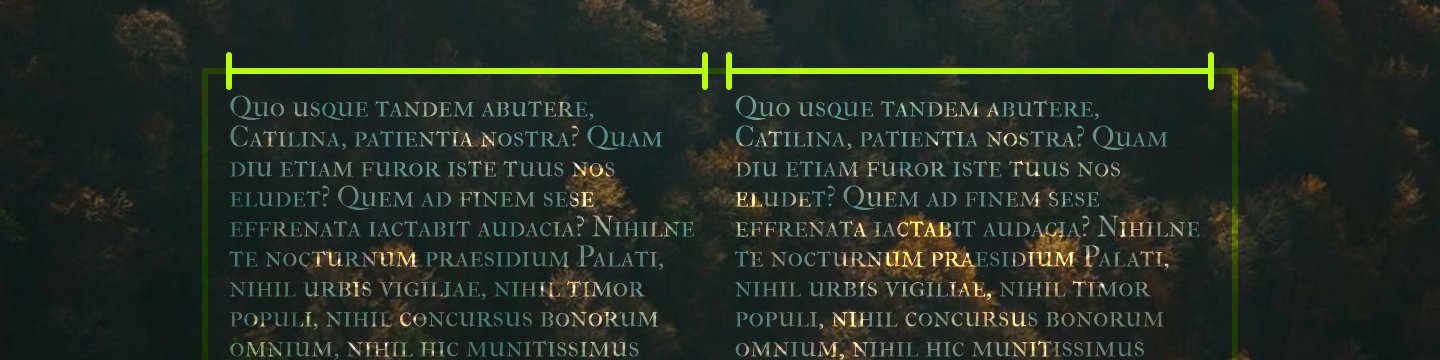 Quo usque tandem abutere,
Catilina, patientia nostra? Quam
diu etiam furor iste tuus nos
eludet? Quem ad finem sese
effrenata iactabit audacia? Nihilne
te nocturnum praesidium Palati,
nihil urbis vigiliae, nihil timor
populi, nihil concursus bonorum
omnium, nihil hic munitissimus
Quo usque tandem abutere,
Catilina, patientia nostra? Quam
diu etiam furor iste tuus nos
eludet? Quem ad finem sese
effrenata iactabit audacia? Nihilne
te nocturnum praesidium Palati,
nihil urbis vigiliae, nihil timor
populi, nihil concursus bonorum
omnium, nihil hic munitissimus